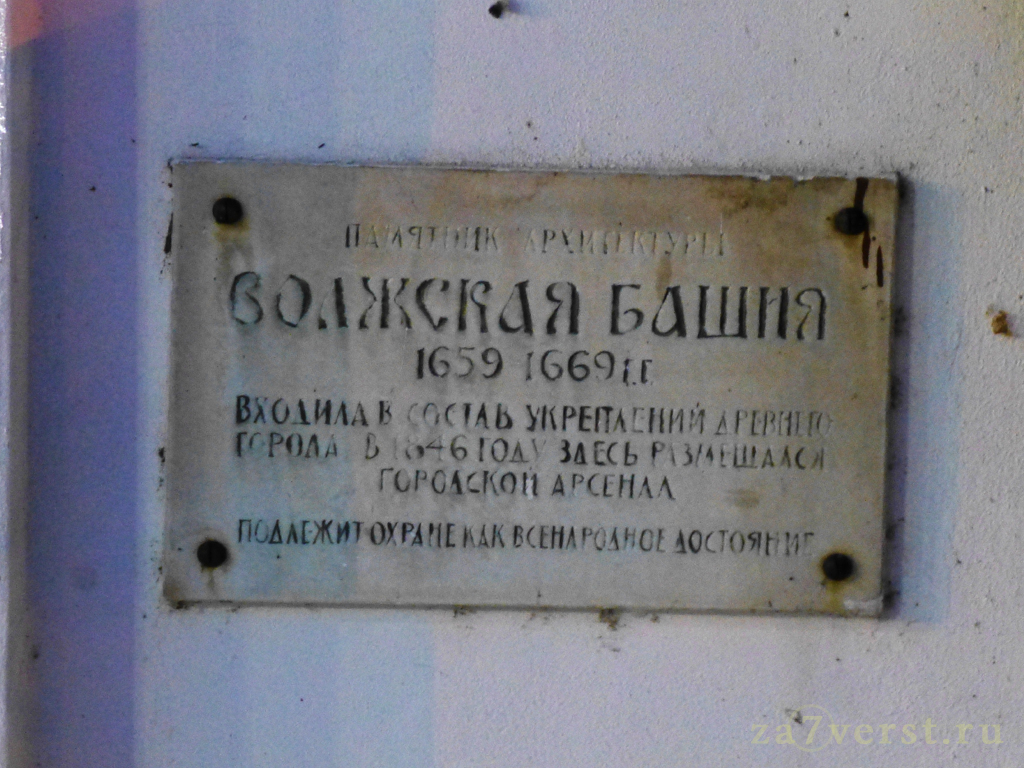 ПАМЯТНИК АРХИТЕКТУРЫ
ВОЛЖСКАЯ БАШНЯ
1659 1669 г.г.
ВХОДИЛА В СОСТАВ УКРЕПЛЕНИЙ ДРЕВНЕГО
ГОРОДА В 1846 ГОДУ ЗДЕСЬ РАЗМЕЩАЛСЯ
ГОРОДСКОЙ АРСЕНАЛ
ПОДЛЕЖИТ ОХРАНЕ КАК ВСЕНАРОДНОЕ ДОСТОЯНИЕ
za7verst.ru